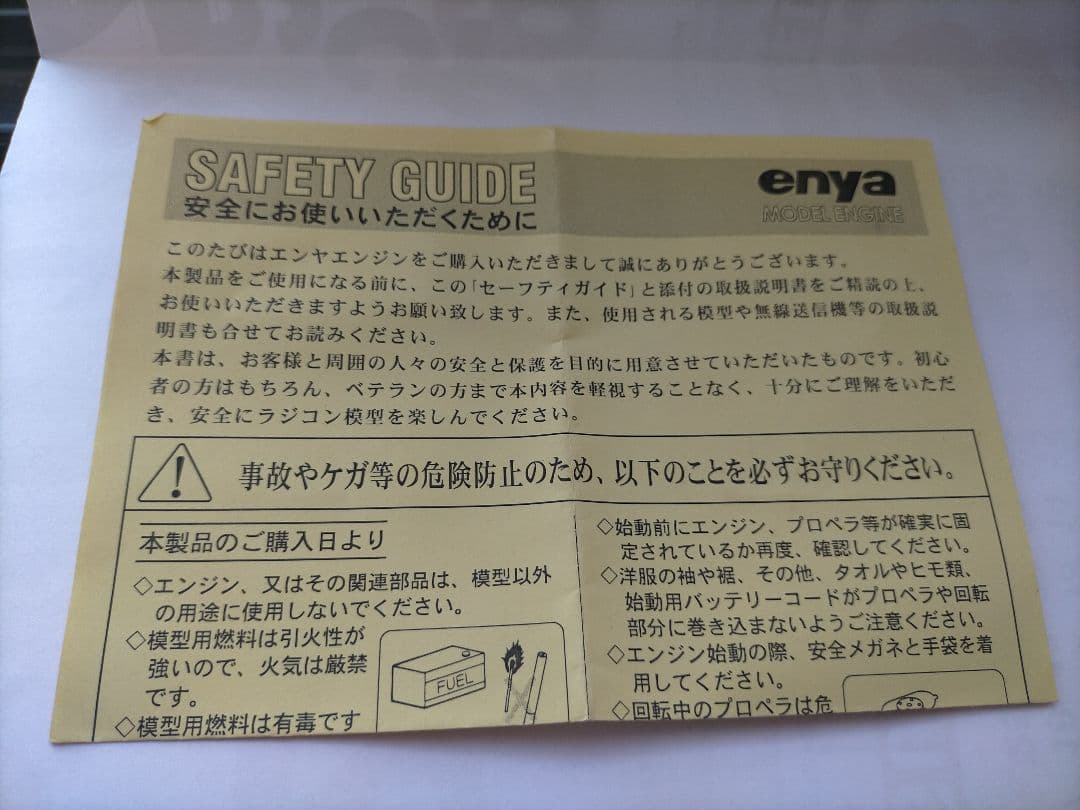 SAFETY GUIDE
安全にお使いいただくために
enya
MODEL ENGINE
このたびはエンヤエンジンをご購入いただきまして誠にありがとうございます。
本製品をご使用になる前に、この「セーフティガイド」と添付の取扱説明書をご精読の上、
お使いいただきますようお願い致します。また、使用される模型や無線送信機等の取扱説
明書も合せてお読みください。
本書は、お客様と周囲の人々の安全と保護を目的に用意させていただいたものです。初心
者の方はもちろん、ベテランの方まで本内容を軽視することなく、十分にご理解をいただ
き、安全にラジコン模型を楽しんでください。
事故やケガ等の危険防止のため、以下のことを必ずお守りください。
本製品のご購入日より
◇エンジン、又はその関連部品は、模型以外
の用途に使用しないでください。
◇模型用燃料は引火性が
強いので、火気は厳禁
です。
FUEL
◇模型用燃料は有毒です
◇始動前にエンジン、プロペラ等が確実に固
定されているか再度、確認してください。
◇洋服の袖や裾、その他、タオルやヒモ類、
始動用バッテリーコードがプロペラや回転
部分に巻き込まないようご注意ください。
◇エンジン始動の際、安全メガネと手袋を着
用してください。
◇回転中のプロペラは危